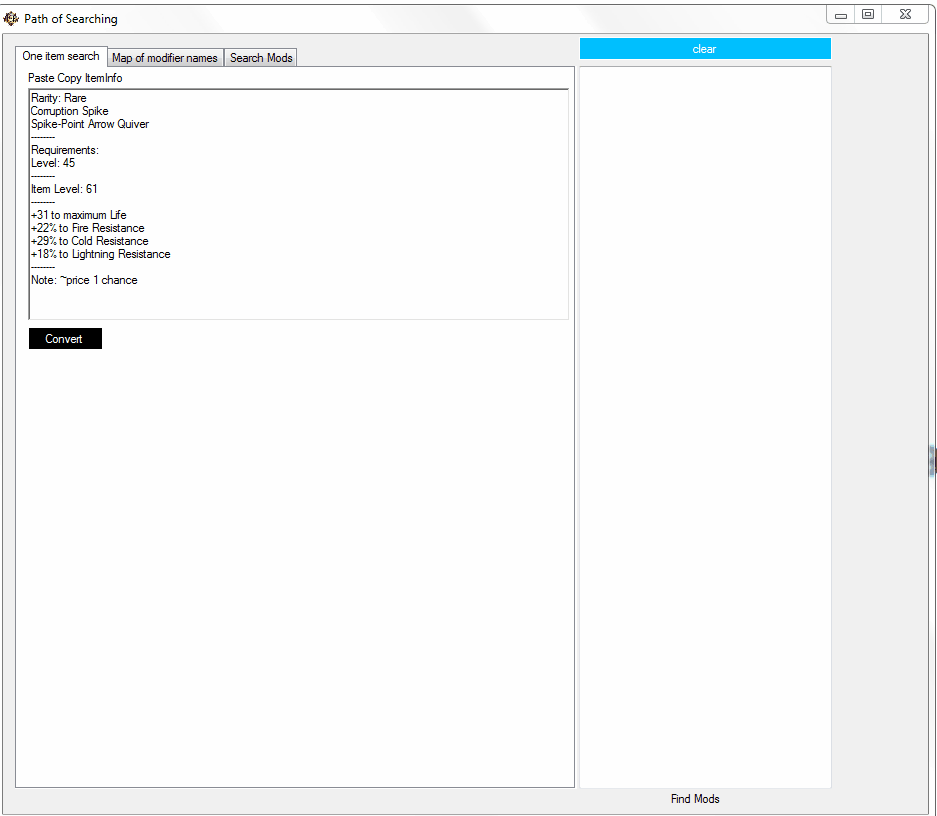 Path of Searching
One item search
Map of modifier names
Search Mods
clear
Paste Copy ItemInfo
Rarity: Rare
Corruption Spike
Spike-Point Arrow Quiver
--------
Requirements:
Level: 45
--------
Item Level: 61
--------
+31 to maximum Life
+22% to Fire Resistance
+29% to Cold Resistance
+18% to Lightning Resistance
--------
Note: ~price 1 chance
Convert
Find Mods